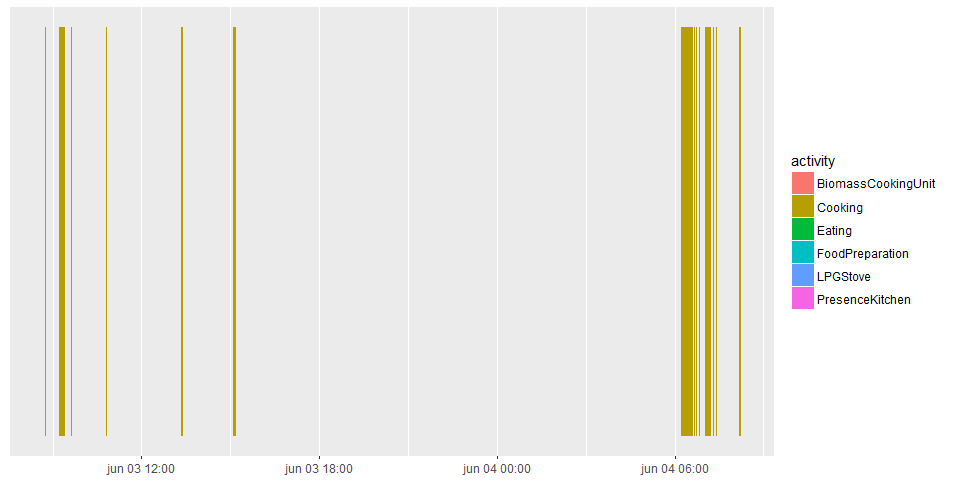 activity
BiomassCookingUnit
Cooking
Eating
FoodPreparation
LPGStove
PresenceKitchen
jun 03 12:00 jun 03 18:00 jun 04 00:00 jun 04 06:00